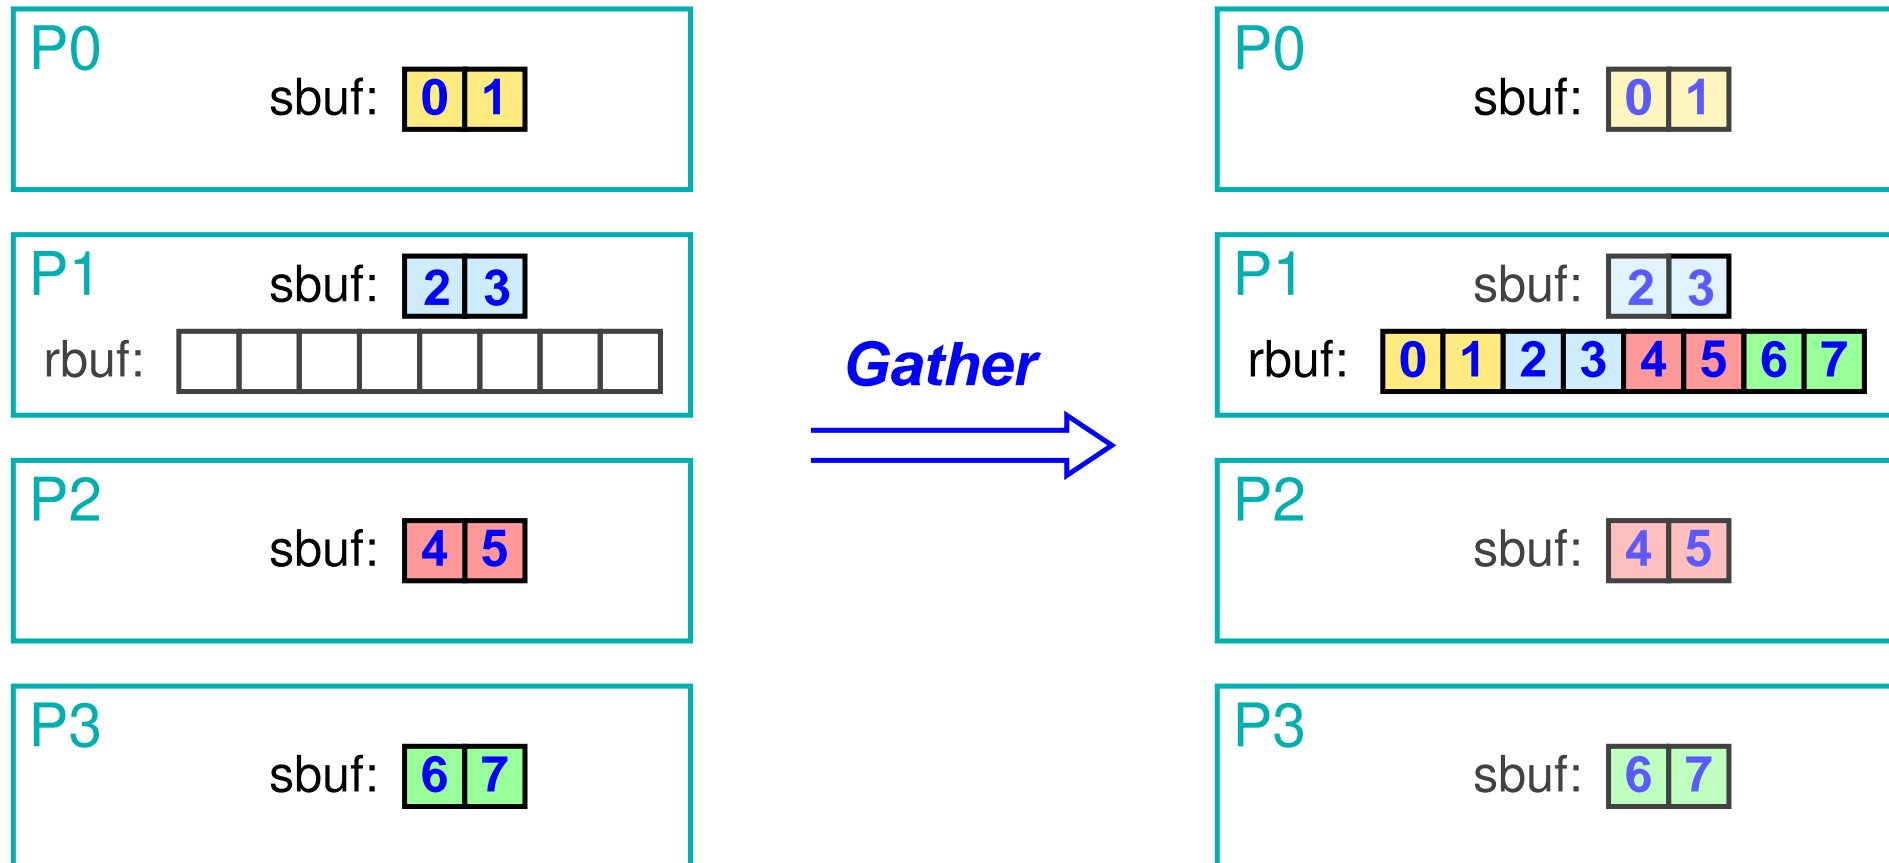 P0
sbuf: 0 1
P1
sbuf: 2 3
rbuf:
P2
sbuf: 4 5
P3
sbuf: 6 7
Gather
P0
sbuf: 0 1
P1
sbuf: 2 3
rbuf: 0 1 2 3 4 5 6 7
P2
sbuf: 4 5
P3
sbuf: 6 7